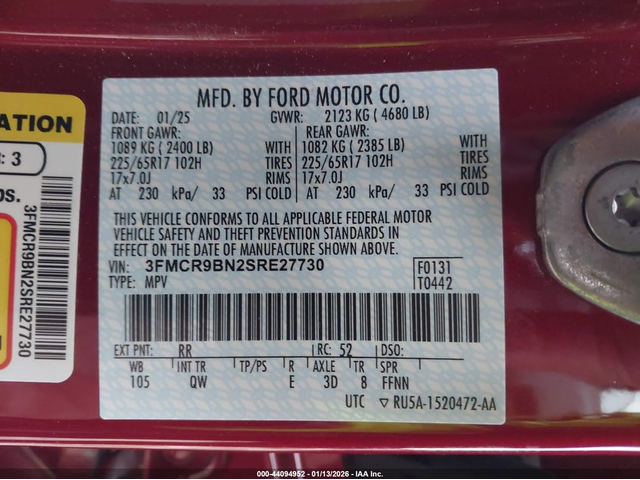 ATION
: 3
bs.
3FMCR9BN2SRE27730
MFD. BY FORD MOTOR CO.
DATE: 01/25 GVWR: 2123 KG ( 4680 LB)
FRONT GAWR: REAR GAWR:
1089 KG ( 2400 LB) WITH 1082 KG ( 2385 LB) WITH
225/65R17 102H TIRES 225/65R17 102H TIRES
17x7.0J RIMS 17x7.0J RIMS
AT 230 kPa/ 33 PSI COLD AT 230 kPa/ 33 PSI COLD
THIS VEHICLE CONFORMS TO ALL APPLICABLE FEDERAL MOTOR
VEHICLE SAFETY AND THEFT PREVENTION STANDARDS IN
EFFECT ON THE DATE OF MANUFACTURE SHOWN ABOVE.
VIN: 3FMCR9BN2SRE27730 F0131
TYPE: MPV T0442
EXT PNT: RR RC: 52 DSO:
WB INT TR TP/PS R AXLE TR SPR
105 QW E 3D 8 FFNN
UTC ▽ RU5A-1520472-AA
000-44094952 - 01/13/2026 - IAA Inc.